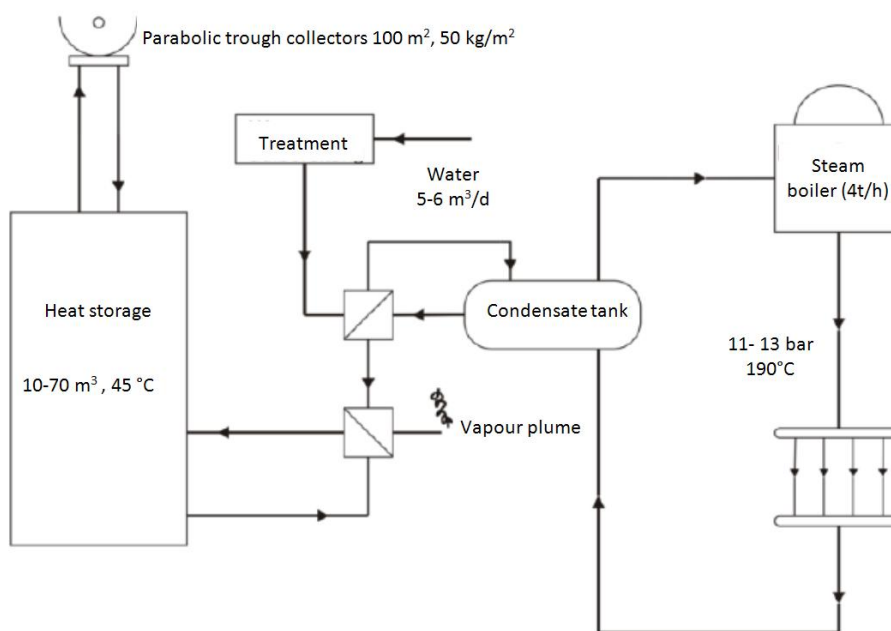 Parabolic trough collectors 100 m², 50 kg/m²
Treatment
Water
5-6 m³/d
Steam
boiler (4t/h)
Heat storage
10-70 m³ , 45 °C
Condensate tank
11- 13 bar
190°C
Vapour plume